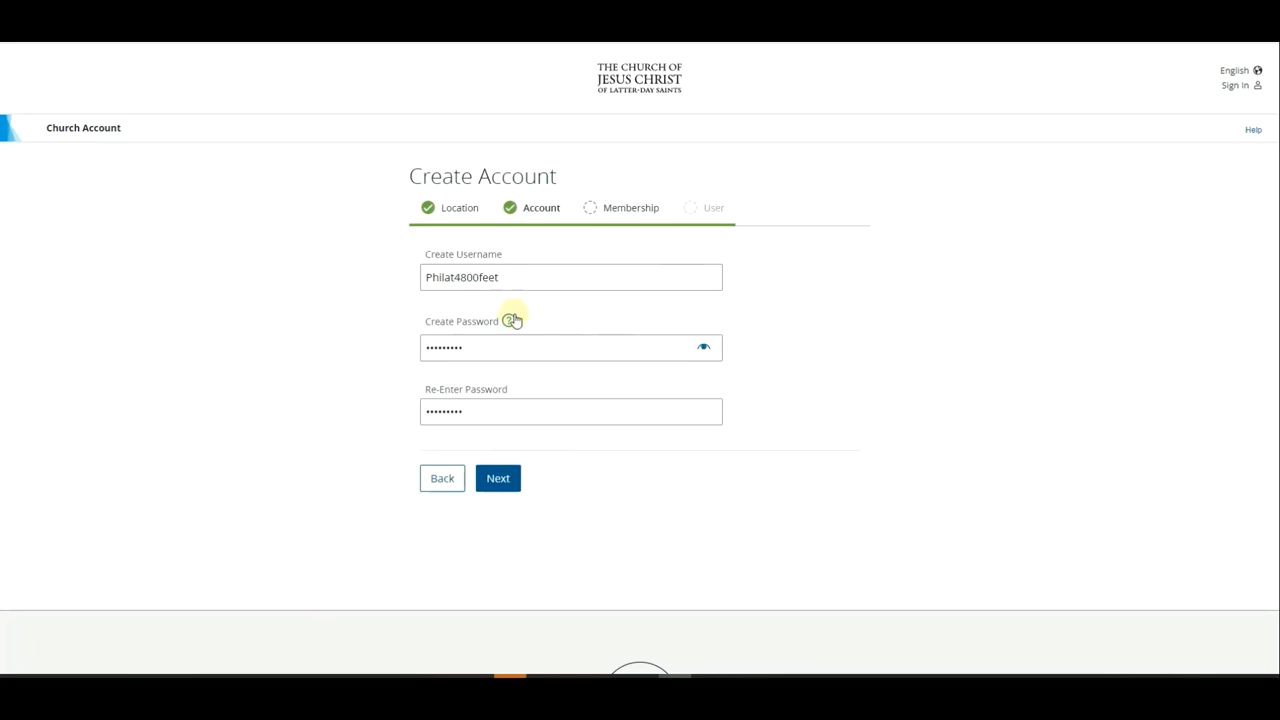 THE CHURCH OF
JESUS CHRIST
OF LATTER-DAY SAINTS
English
Sign In
Church Account
Help
Create Account
Location
Account
Membership
User
Create Username
Philat4800feet
Create Password ?
•••••••••
Re-Enter Password
•••••••••
Back
Next